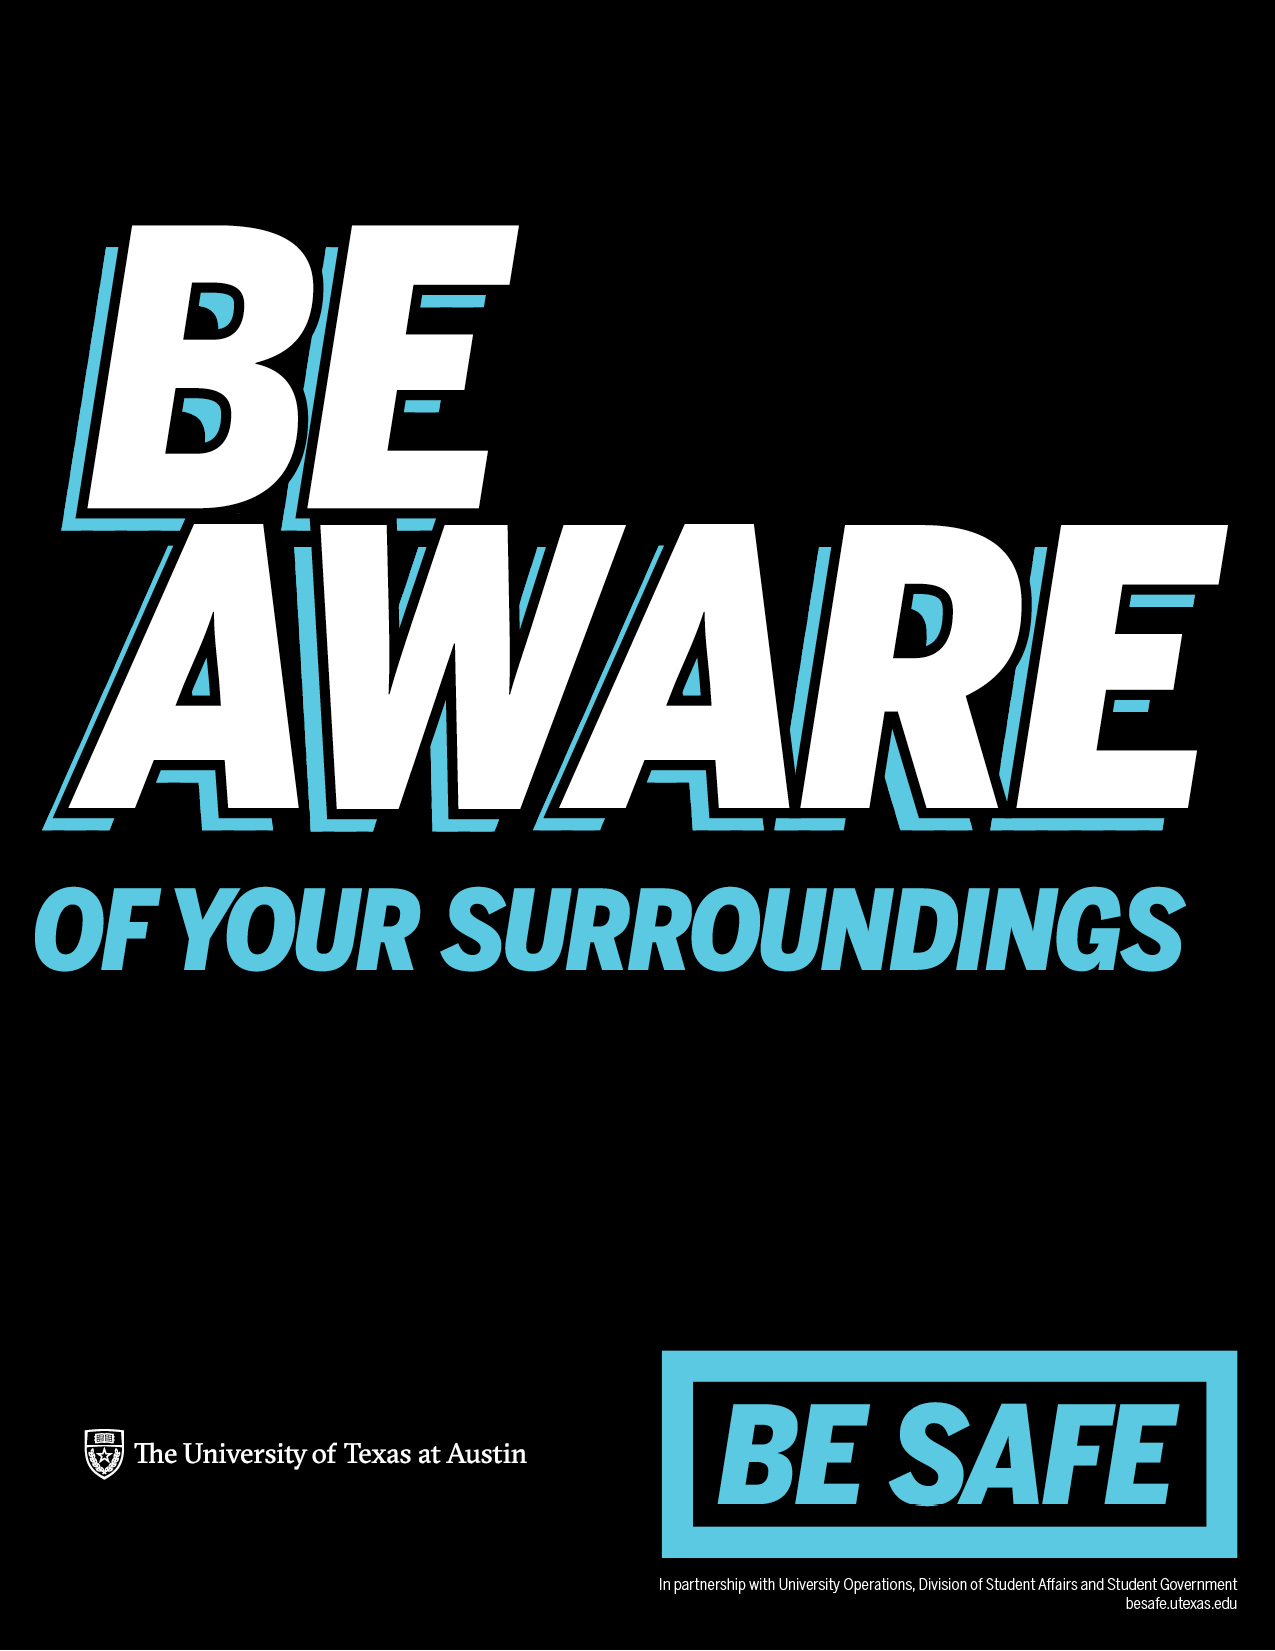 BE
AWARE
OF YOUR SURROUNDINGS
The University of Texas at Austin
BE SAFE
In partnership with University Operations, Division of Student Affairs and Student Government
besafe.utexas.edu